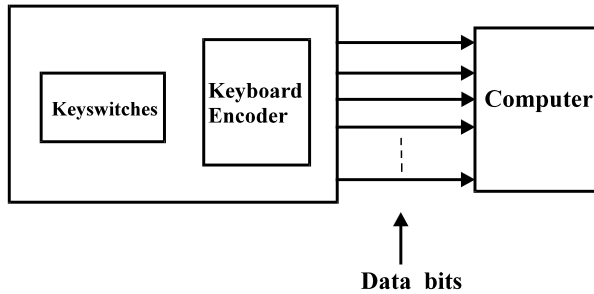 Keyswitches
Keyboard
Encoder
Computer
Data bits